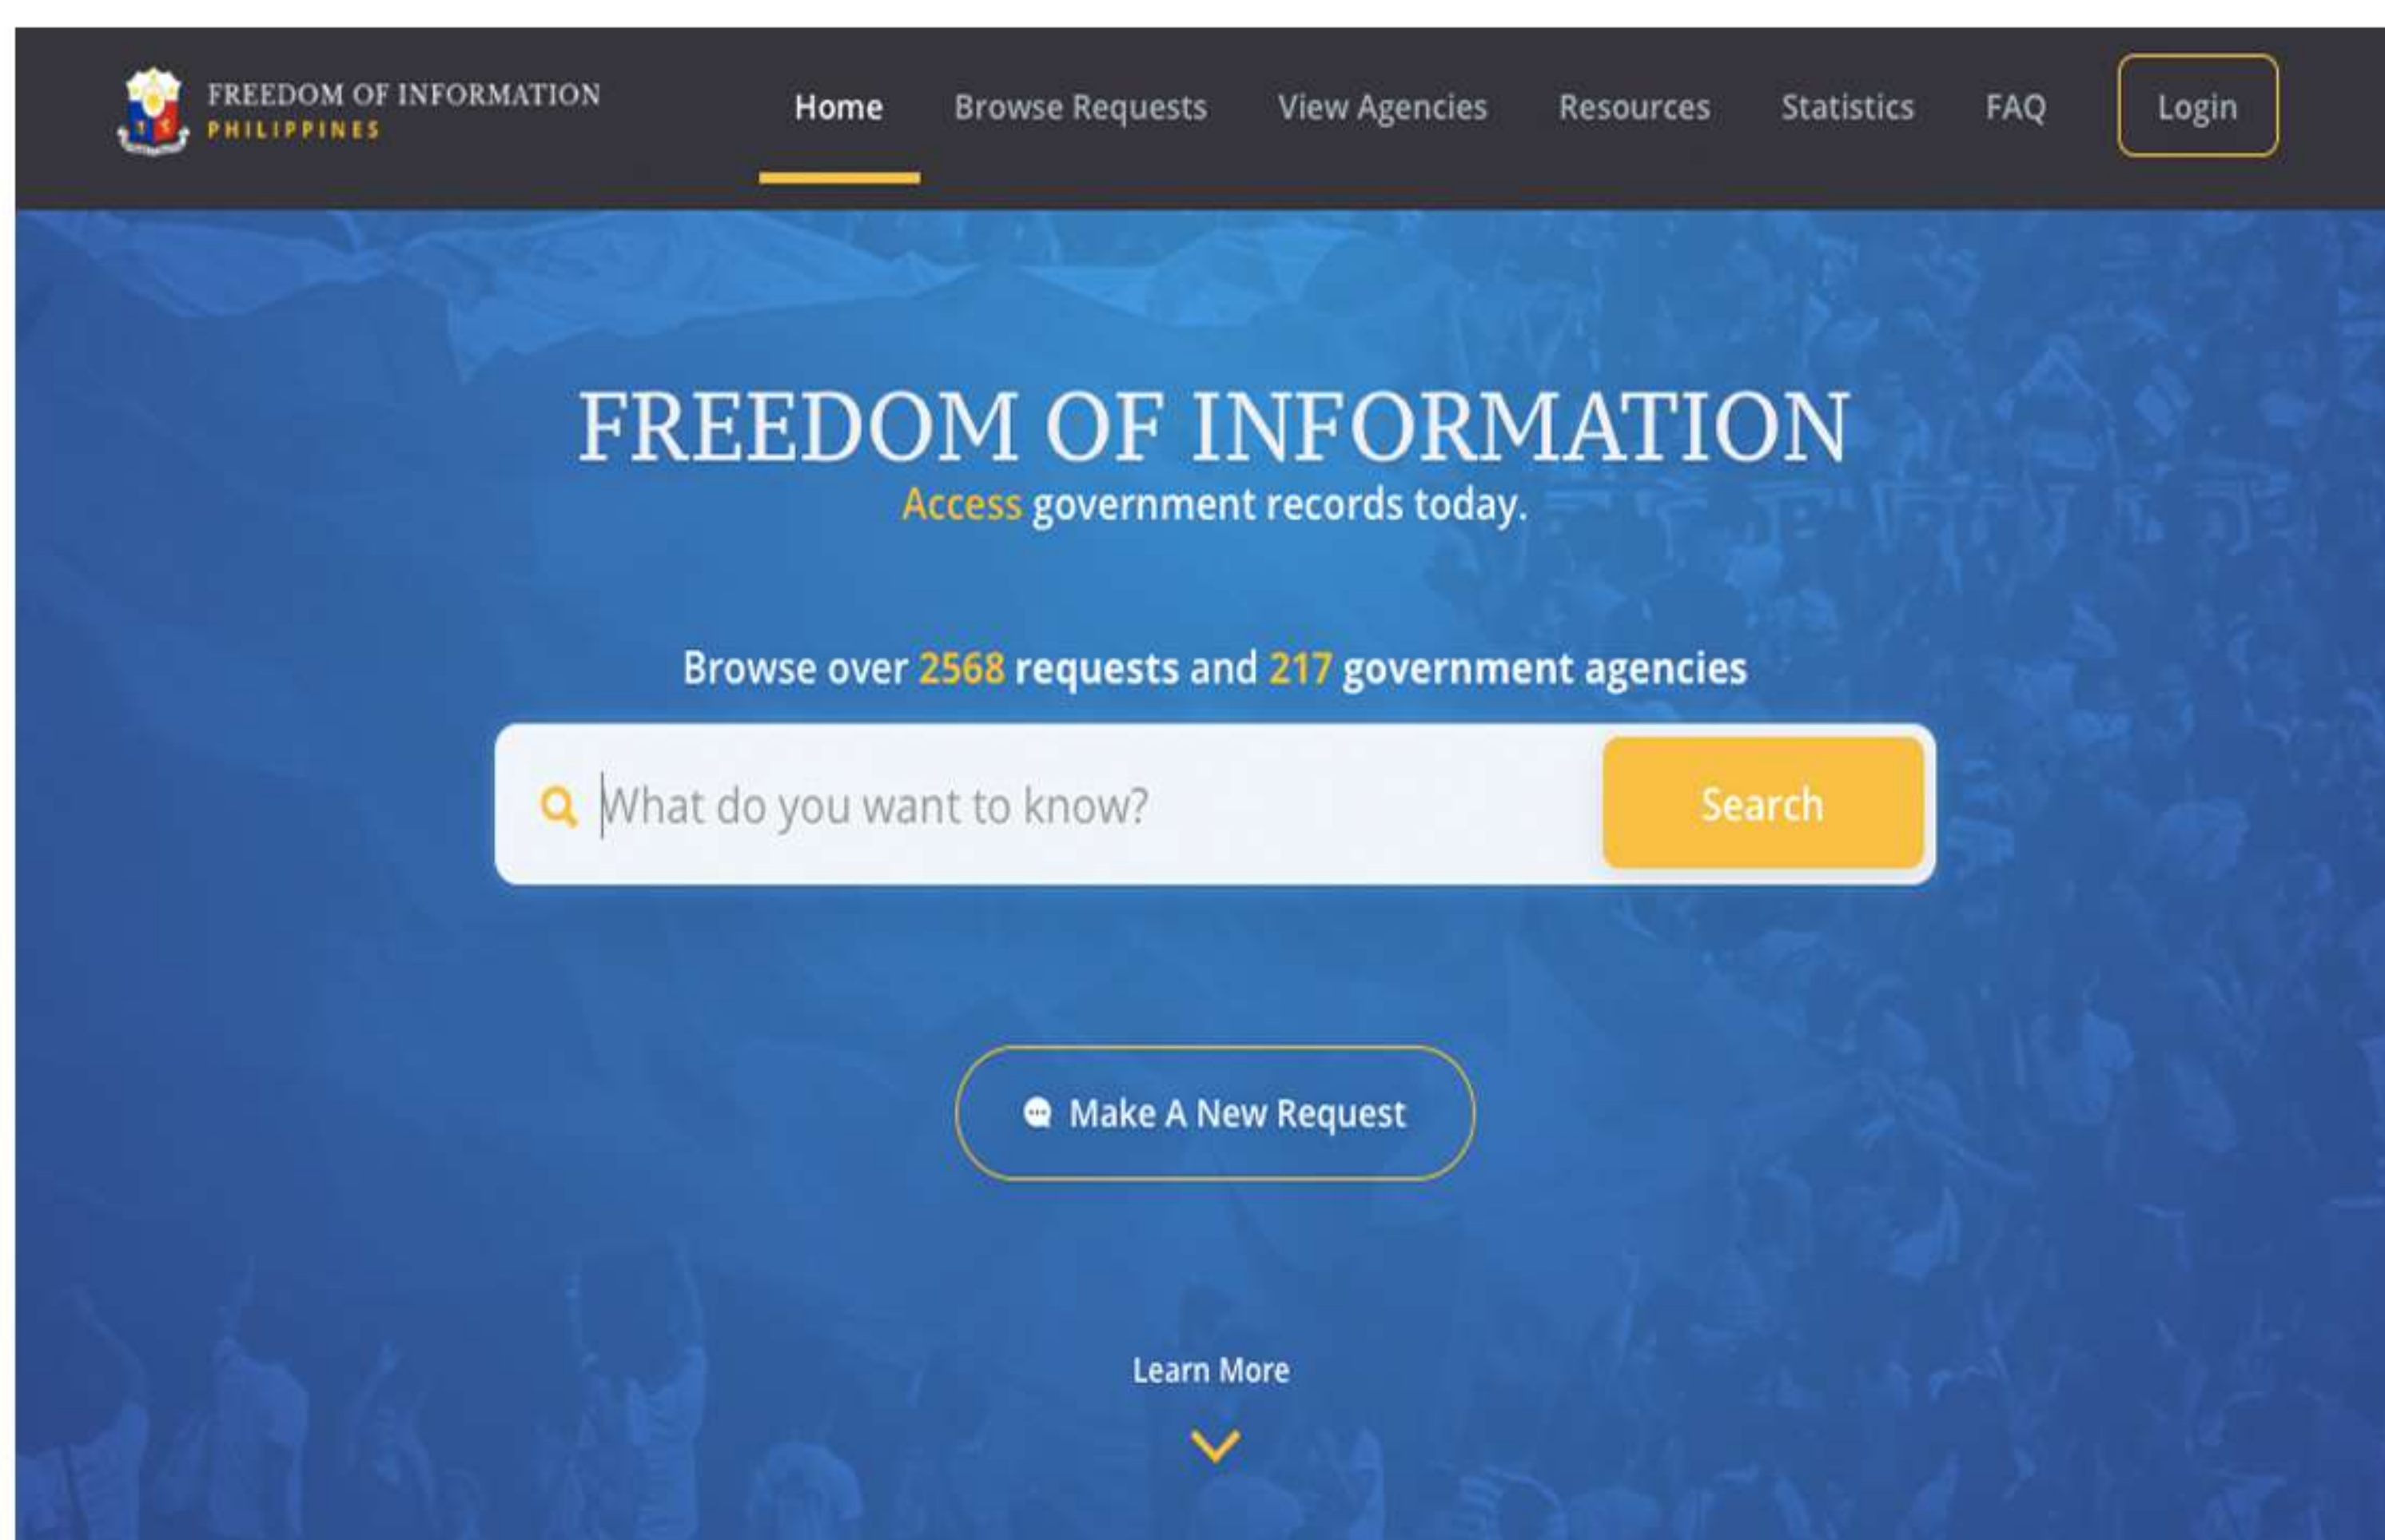 FREEDOM OF INFORMATION
PHILIPPINES
Home Browse Requests View Agencies Resources Statistics FAQ Login
FREEDOM OF INFORMATION
Access government records today.
Browse over 2568 requests and 217 government agencies
What do you want to know? Search
Make A New Request
Learn More